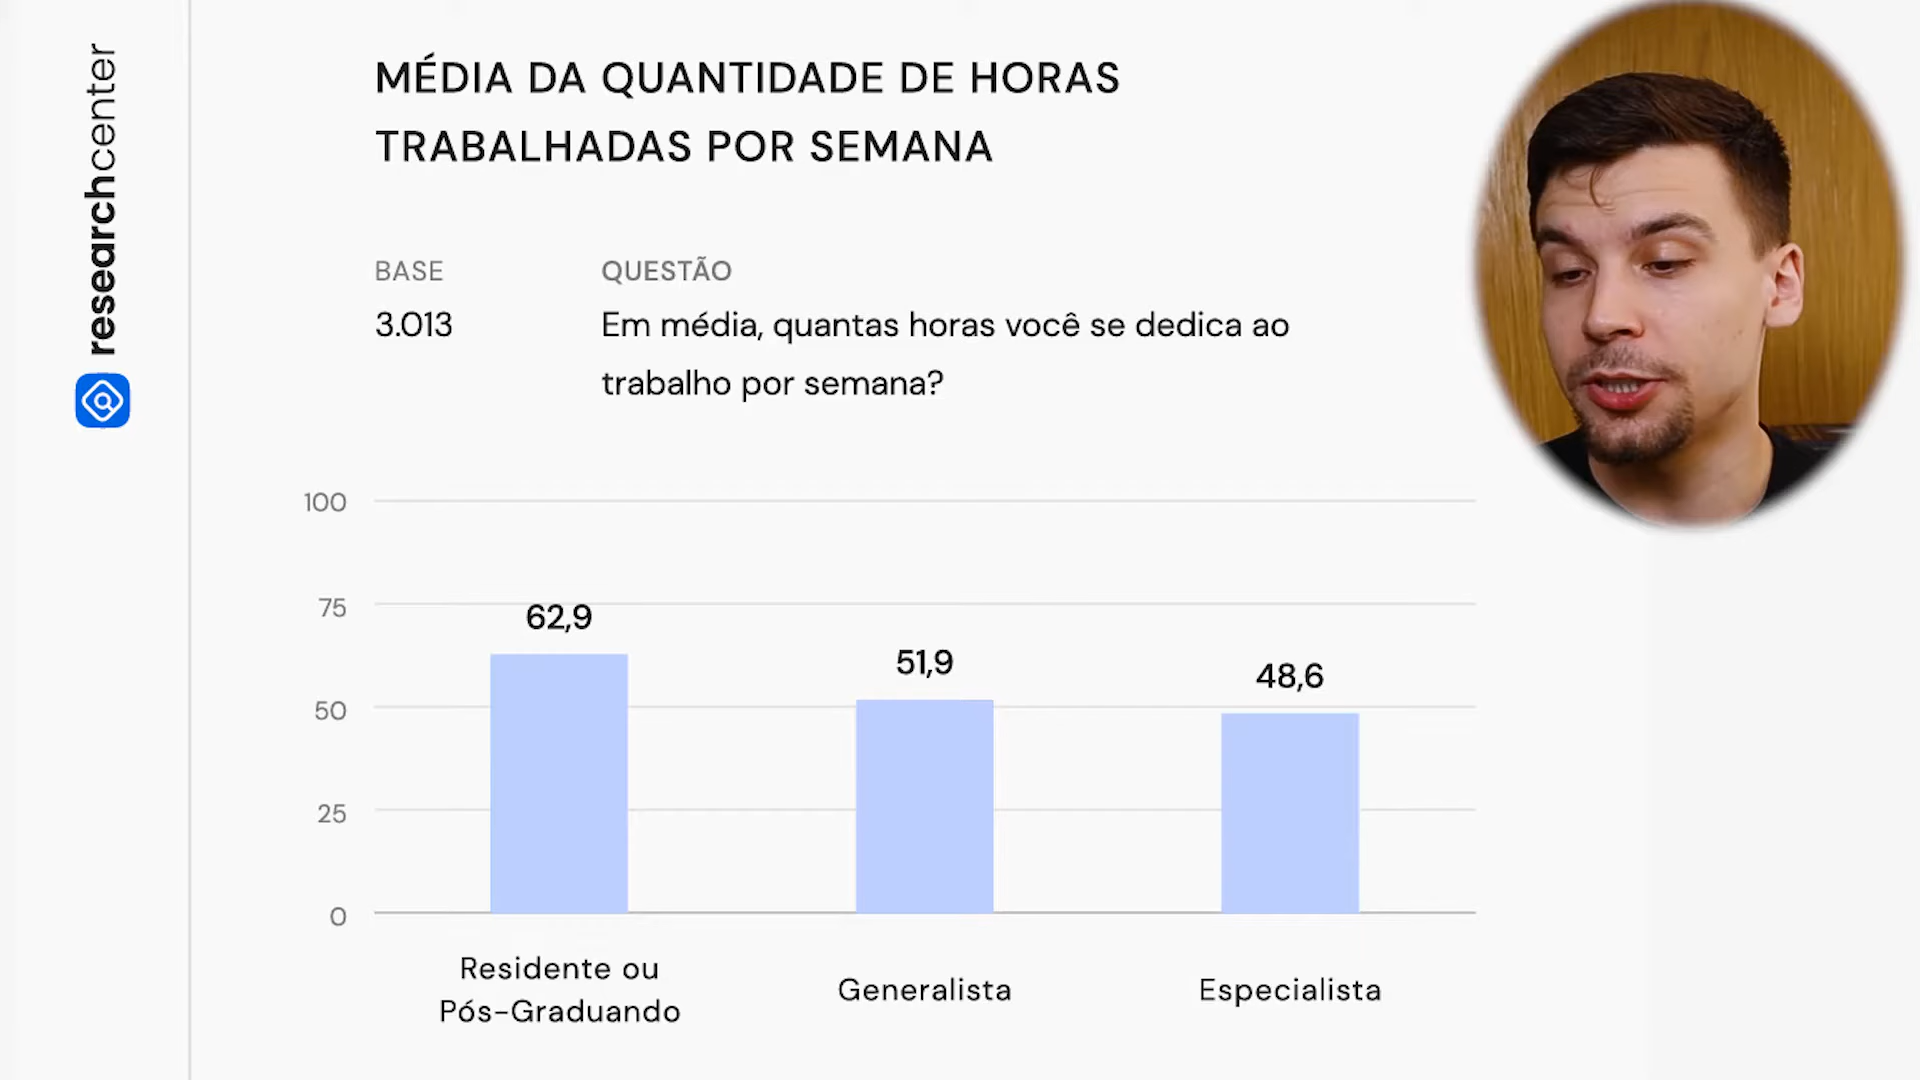 researchcenter
MÉDIA DA QUANTIDADE DE HORAS
TRABALHADAS POR SEMANA
BASE
3.013
QUESTÃO
Em média, quantas horas você se dedica ao
trabalho por semana?
100
75
50
25
0
62,9
51,9
48,6
Residente ou
Pós-Graduando
Generalista
Especialista